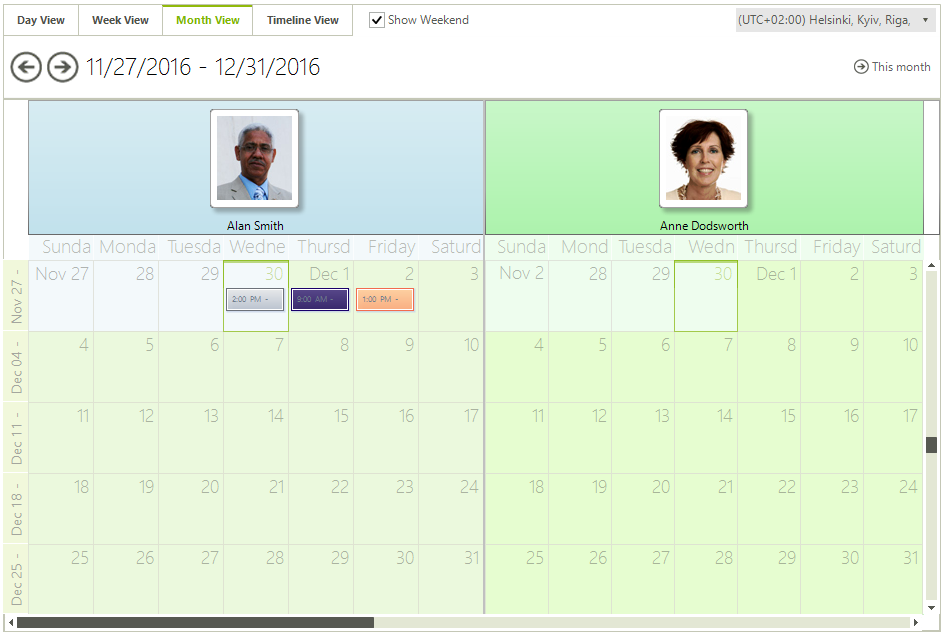 Day View Week View Month View Timeline View Show Weekend (UTC+02:00) Helsinki, Kyiv, Riga,
11/27/2016 - 12/31/2016 This month
Alan Smith Anne Dodsworth
Sunda Monda Tuesda Wedne Thursd Friday Saturd Sunda Mond Tuesda Wedn Thursd Friday Saturd
Nov 27 - Nov 27 28 29 30 Dec 1 2 3 Nov 2 28 29 30 Dec 1 2 3
2:00 PM - 9:00 AM - 1:00 PM -
Dec 04 - 4 5 6 7 8 9 10 4 5 6 7 8 9 10
Dec 11 - 11 12 13 14 15 16 17 11 12 13 14 15 16 17
Dec 18 - 18 19 20 21 22 23 24 18 19 20 21 22 23 24
Dec 25 - 25 26 27 28 29 30 31 25 26 27 28 29 30 31